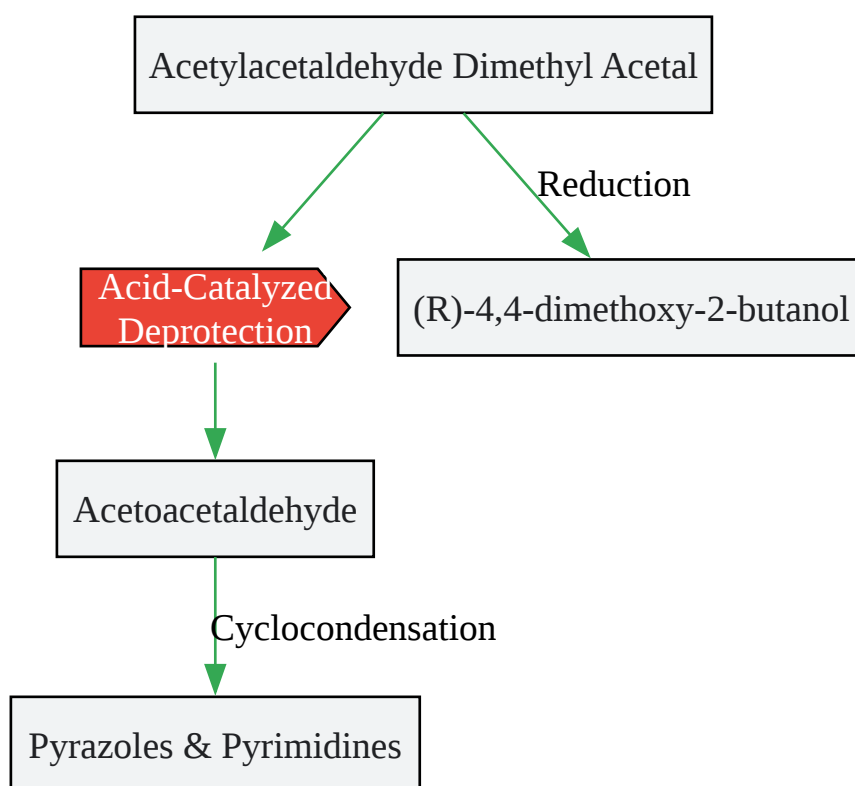 Acetylacetaldehyde Dimethyl Acetal
Reduction
Acid-Catalyzed
Deprotection
(R)-4,4-dimethoxy-2-butanol
Acetoacetaldehyde
Cyclocondensation
Pyrazoles & Pyrimidines